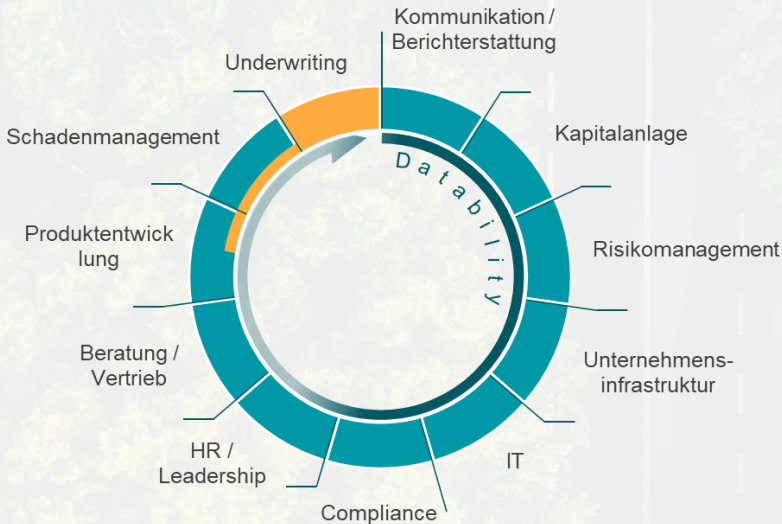 Kommunikation /
Berichterstattung
Underwriting
Kapitalanlage
Schadenmanagement
Datability
Risikomanagement
Produktentwick
lung
Unternehmens-
infrastruktur
Beratung /
Vertrieb
HR /
Leadership
IT
Compliance